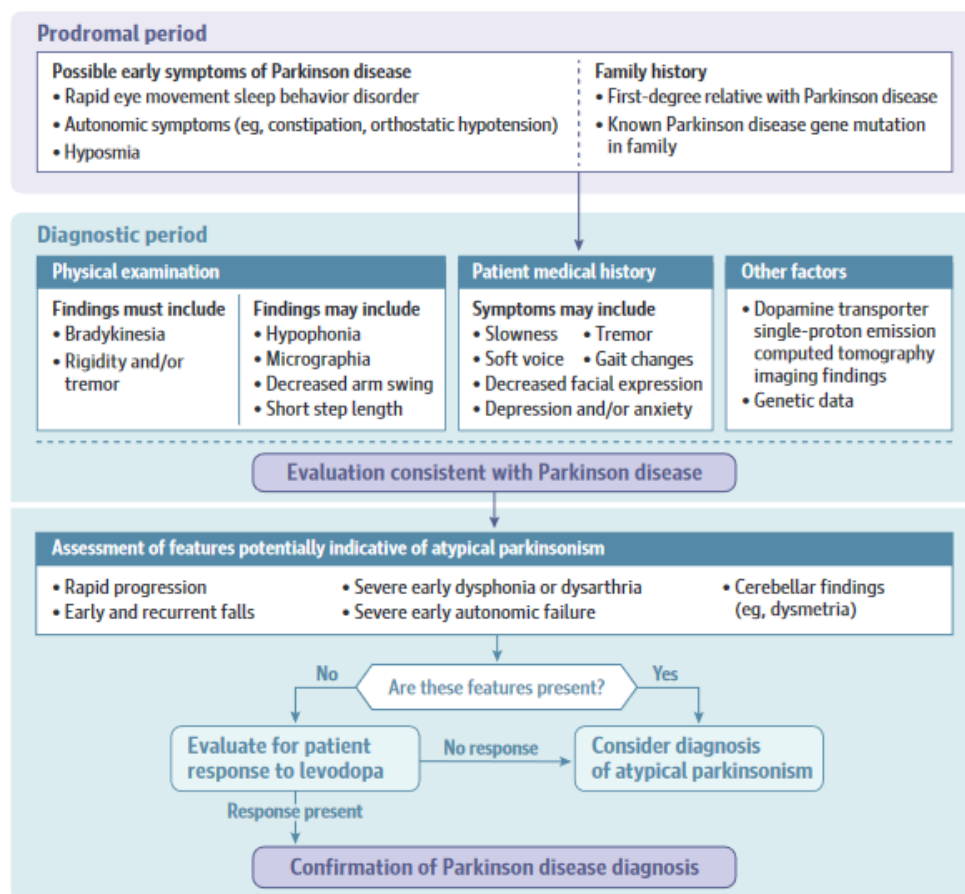 Prodromal period
Possible early symptoms of Parkinson disease
• Rapid eye movement sleep behavior disorder
• Autonomic symptoms (eg, constipation, orthostatic hypotension)
• Hyposmia
Family history
• First-degree relative with Parkinson disease
• Known Parkinson disease gene mutation
in family
Diagnostic period
Physical examination
Findings must include
• Bradykinesia
• Rigidity and/or
tremor
Findings may include
• Hypophonia
• Micrographia
• Decreased arm swing
• Short step length
Patient medical history
Symptoms may include
• Slowness • Tremor
• Soft voice • Gait changes
• Decreased facial expression
• Depression and/or anxiety
Other factors
• Dopamine transporter
single-proton emission
computed tomography
imaging findings
• Genetic data
Evaluation consistent with Parkinson disease
Assessment of features potentially indicative of atypical parkinsonism
• Rapid progression
• Early and recurrent falls
• Severe early dysphonia or dysarthria
• Severe early autonomic failure
• Cerebellar findings
(eg, dysmetria)
Are these features present?
No
Yes
Evaluate for patient
response to levodopa
No response
Consider diagnosis
of atypical parkinsonism
Response present
Confirmation of Parkinson disease diagnosis